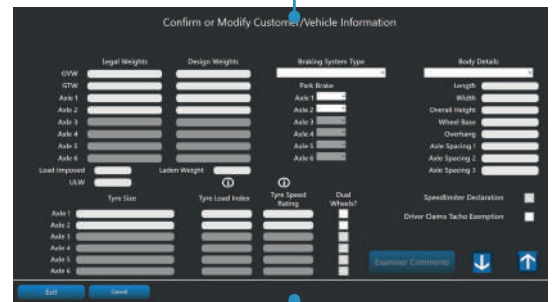 Confirm or Modify Customer/Vehicle Information
Legal Weights Design Weights Braking System Type Body Details
GVW
GTW Park Brake Length
Axle 1 Axle 1 Width
Axle 2 Axle 2 Overall Height
Axle 3 Axle 3 Wheel Base
Axle 4 Axle 4 Overhang
Axle 5 Axle 5 Axle Spacing 1
Axle 6 Axle 6 Axle Spacing 2
Load Imposed Laden Weight Axle Spacing 3
ULW
Tyre Size Tyre Load Index Tyre Speed Rating Dual Wheels? Speedlimiter Declaration
Axle 1 Driver Claims Tacho Exemption
Axle 2
Axle 3
Axle 4
Axle 5 Examiner Comments
Axle 6
Exit Cancel